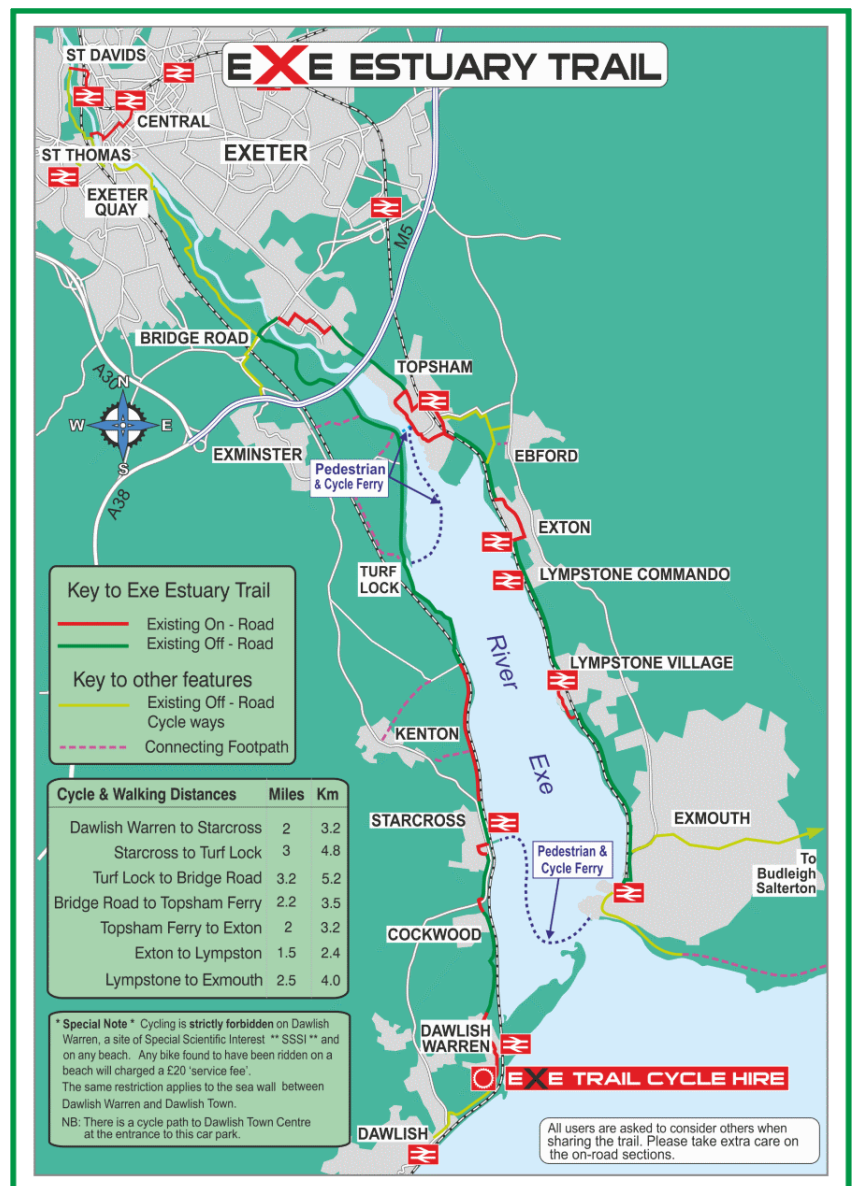 EXE ESTUARY TRAIL
ST DAVIDS
CENTRAL
ST THOMAS
EXETER
EXETER
QUAY
M5
BRIDGE ROAD
TOPSHAM
A30
N
W
E
S
EXMINSTER
EBFORD
Pedestrian
& Cycle Ferry
A38
EXTON
TURF
LOCK
LYMPSTONE COMMANDO
Key to Exe Estuary Trail
Existing On - Road
Existing Off - Road
Key to other features
Existing Off - Road
Cycle ways
Connecting Footpath
River
Exe
LYMPSTONE VILLAGE
KENTON
STARCROSS
EXMOUTH
Pedestrian &
Cycle Ferry
To
Budleigh
Salterton
Cycle & Walking Distances Miles Km
Dawlish Warren to Starcross 2 3.2
Starcross to Turf Lock 3 4.8
Turf Lock to Bridge Road 3.2 5.2
Bridge Road to Topsham Ferry 2.2 3.5
Topsham Ferry to Exton 2 3.2
Exton to Lympston 1.5 2.4
Lympstone to Exmouth 2.5 4.0
COCKWOOD
DAWLISH
WARREN
EXE TRAIL CYCLE HIRE
* Special Note * Cycling is strictly forbidden on Dawlish
Warren, a site of Special Scientific Interest ** SSSI ** and
on any beach. Any bike found to have been ridden on a
beach will charged a £20 'service fee'.
The same restriction applies to the sea wall between
Dawlish Warren and Dawlish Town.
NB: There is a cycle path to Dawlish Town Centre
at the entrance to this car park.
DAWLISH
All users are asked to consider others when
sharing the trail. Please take extra care on
the on-road sections.